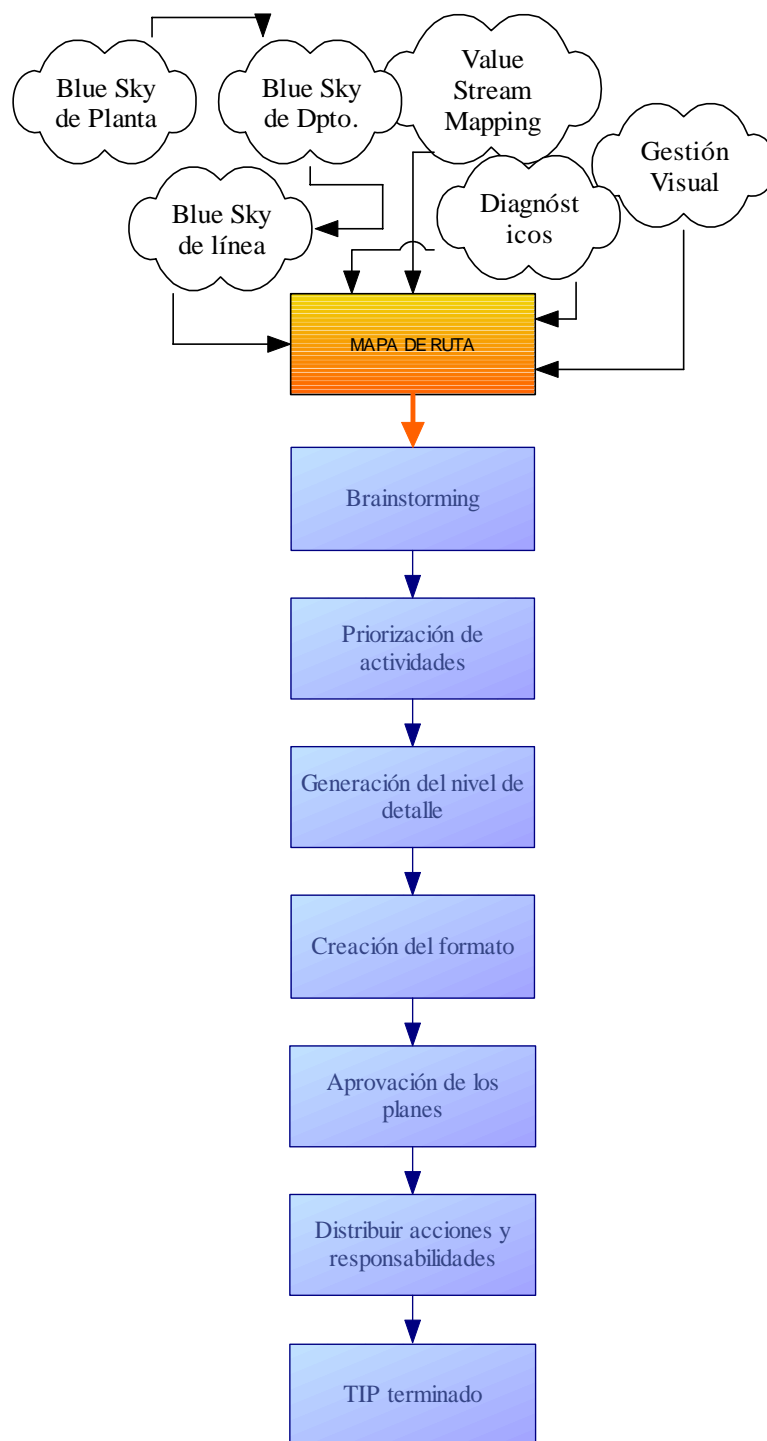 Blue Sky
de Planta
Blue Sky
de Dpto.
Value
Stream
Mapping
Gestión
Visual
Blue Sky
de línea
Diagnóst
icos
MAPA DE RUTA
Brainstorming
Priorización de
actividades
Generación del nivel de
detalle
Creación del formato
Aprovación de los
planes
Distribuir acciones y
responsabilidades
TIP terminado